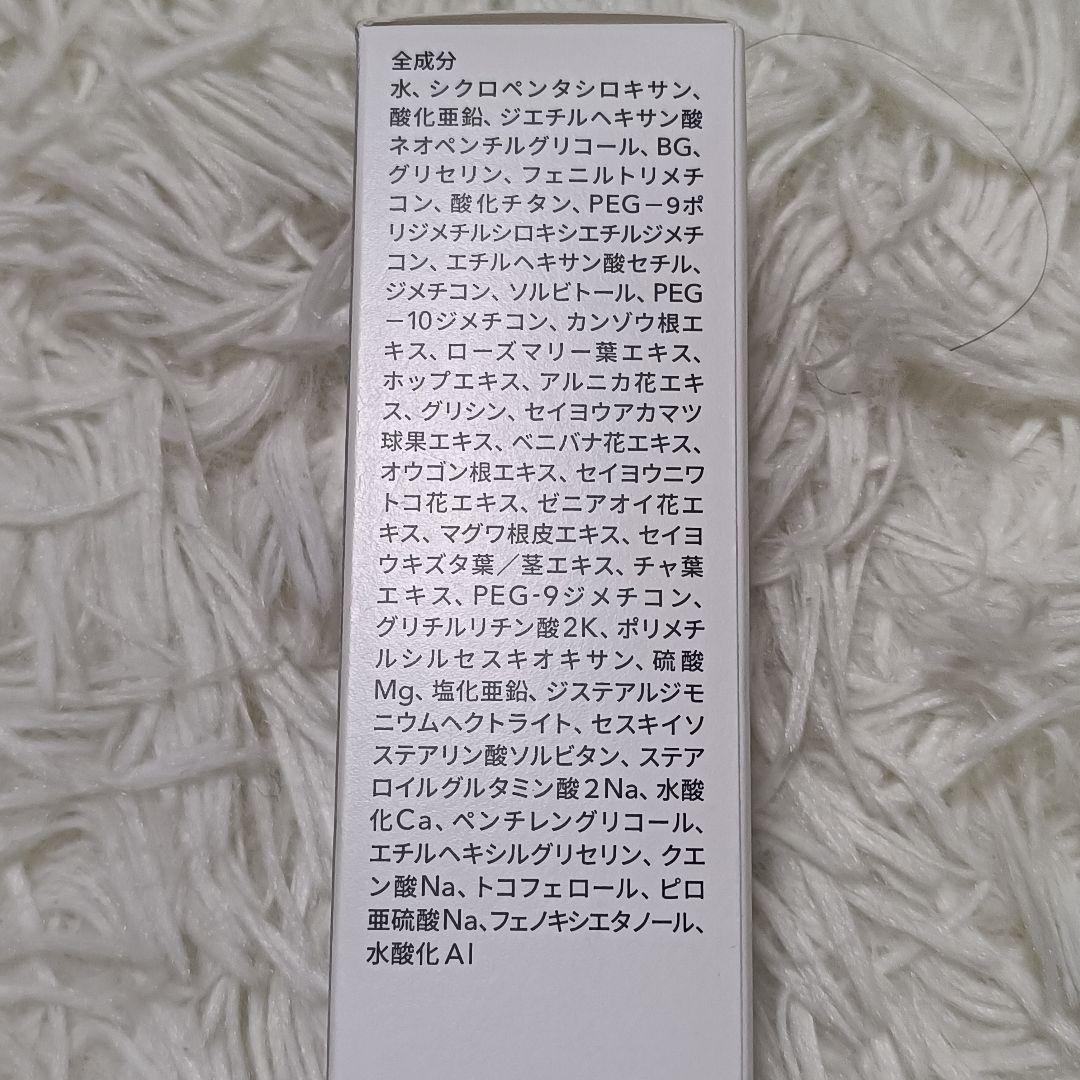 全成分
水、シクロペンタシロキサン、
酸化亜鉛、ジエチルヘキサン酸
ネオペンチルグリコール、BG、
グリセリン、フェニルトリメチ
コン、酸化チタン、PEG－9ポ
リジメチルシロキシエチルジメチ
コン、エチルヘキサン酸セチル、
ジメチコン、ソルビトール、PEG
－10ジメチコン、カンゾウ根エ
キス、ローズマリー葉エキス、
ホップエキス、アルニカ花エキ
ス、グリシン、セイヨウアカマツ
球果エキス、ベニバナ花エキス、
オウゴン根エキス、セイヨウニワ
トコ花エキス、ゼニアオイ花エ
キス、マグワ根皮エキス、セイヨ
ウキズタ葉／茎エキス、チャ葉
エキス、PEG-9ジメチコン、
グリチルリチン酸2K、ポリメチ
ルシルセスキオキサン、硫酸
Mg、塩化亜鉛、ジステアルジモ
ニウムヘクトライト、セスキイソ
ステアリン酸ソルビタン、ステア
ロイルグルタミン酸2Na、水酸
化Ca、ペンチレングリコール、
エチルヘキシルグリセリン、クエ
ン酸Na、トコフェロール、ピロ
亜硫酸Na、フェノキシエタノール、
水酸化Al